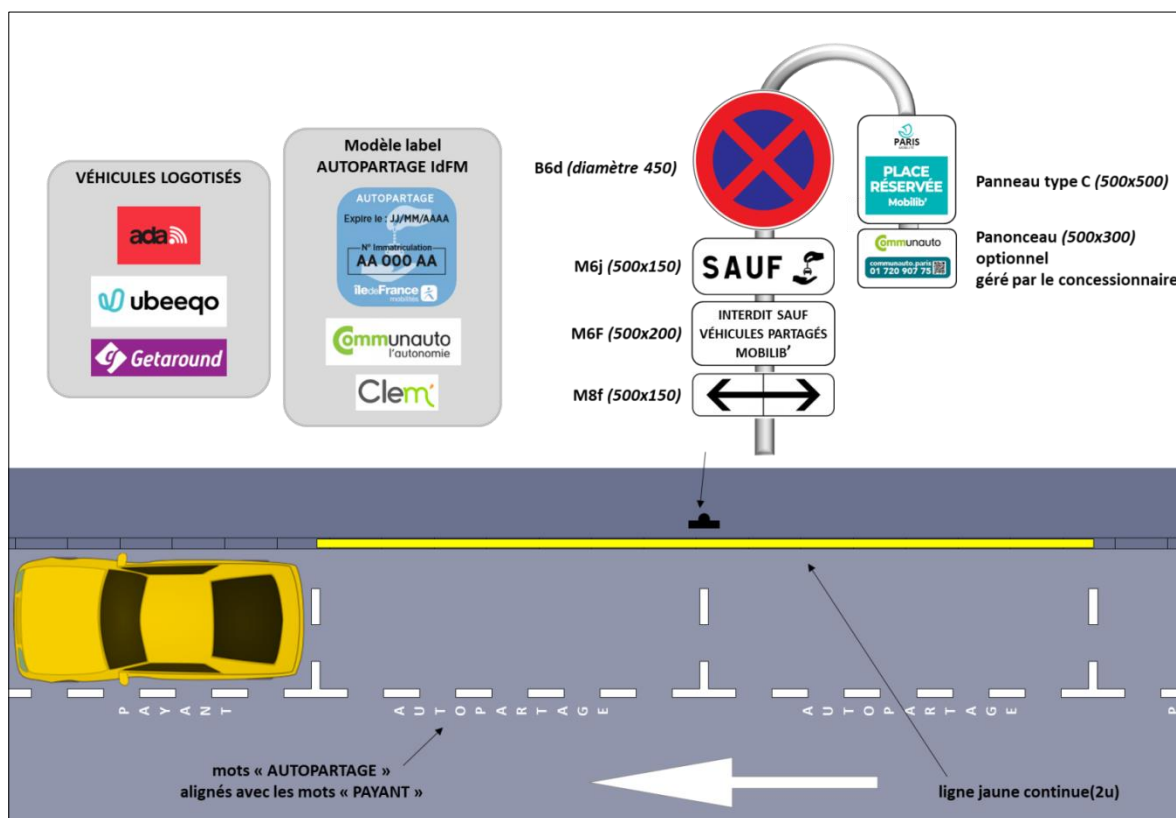 VÉHICULES LOGOTISÉS
ada
ubeeqo
Getaround
Modèle label
AUTOPARTAGE IdFM
AUTOPARTAGE
Expire le : JJ/MM/AAAA
N° Immatriculation
AA 000 AA
îledeFrance
mobilités
Communauto
l'autonomie
Clem'
B6d (diamètre 450)
M6j (500x150)
SAUF
M6F (500x200)
INTERDIT SAUF
VÉHICULES PARTAGÉS
MOBILIB’
M8f (500x150)
PARIS
PLACE
RÉSERVÉE
Mobilib’
Panneau type C (500x500)
Communauto
communauto.paris
01 720 907 75
Panonceau (500x300)
optionnel
géré par le concessionnaire
PAYANT
AUTOPARTAGE
AUTOPARTAGE
P
mots « AUTOPARTAGE »
alignés avec les mots « PAYANT »
ligne jaune continue(2u)